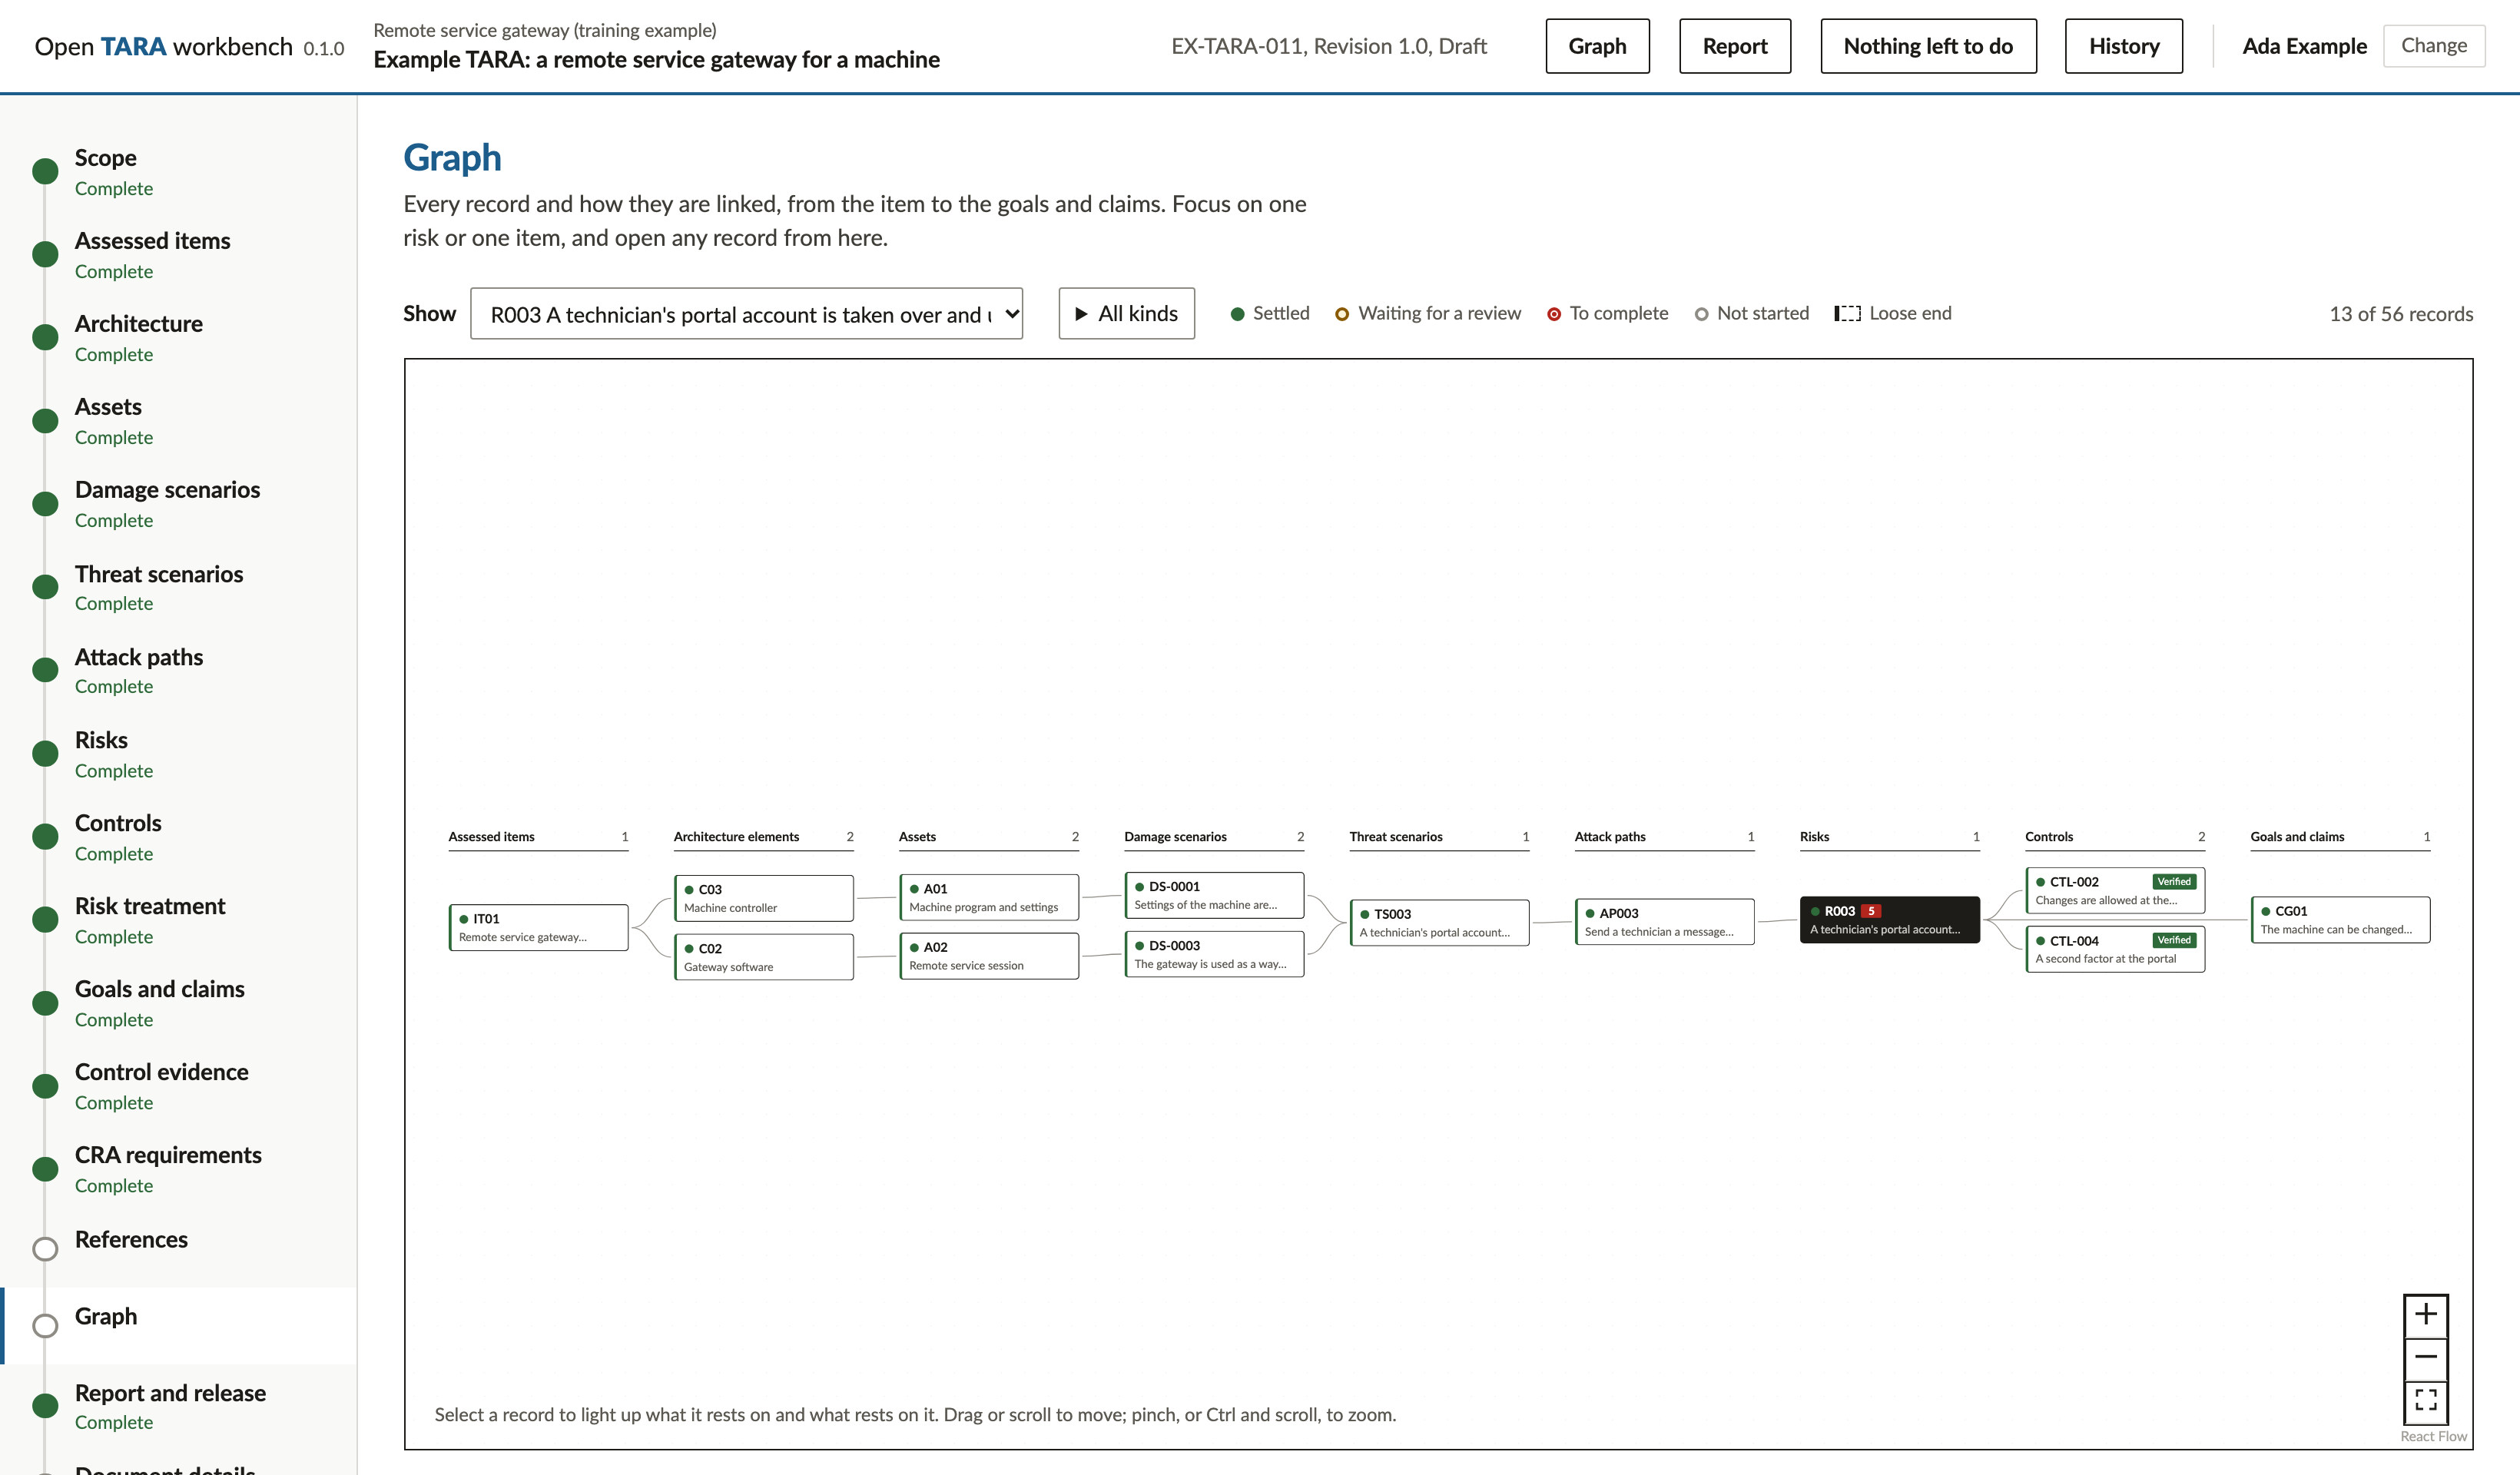 Open TARA workbench 0.1.0
Remote service gateway (training example)
Example TARA: a remote service gateway for a machine
EX-TARA-011, Revision 1.0, Draft
Graph
Report
Nothing left to do
History
Ada Example
Change
Scope
Complete
Assessed items
Complete
Architecture
Complete
Assets
Complete
Damage scenarios
Complete
Threat scenarios
Complete
Attack paths
Complete
Risks
Complete
Controls
Complete
Risk treatment
Complete
Goals and claims
Complete
Control evidence
Complete
CRA requirements
Complete
References
Graph
Report and release
Complete
Document details
Graph
Every record and how they are linked, from the item to the goals and claims. Focus on one
risk or one item, and open any record from here.
Show
R003 A technician's portal account is taken over and
All kinds
Settled
Waiting for a review
To complete
Not started
Loose end
13 of 56 records
Assessed items 1
IT01
Remote service gateway...
Architecture elements 2
C03
Machine controller
C02
Gateway software
Assets 2
A01
Machine program and settings
A02
Remote service session
Damage scenarios 2
DS-0001
Settings of the machine are...
DS-0003
The gateway is used as a way...
Threat scenarios 1
TS003
A technician's portal account...
Attack paths 1
AP003
Send a technician a message...
Risks 1
R003 5
A technician's portal account...
Controls 2
CTL-002 Verified
Changes are allowed at the...
CTL-004 Verified
A second factor at the portal
Goals and claims 1
CG01
The machine can be changed...
Select a record to light up what it rests on and what rests on it. Drag or scroll to move; pinch, or Ctrl and scroll, to zoom.
React Flow